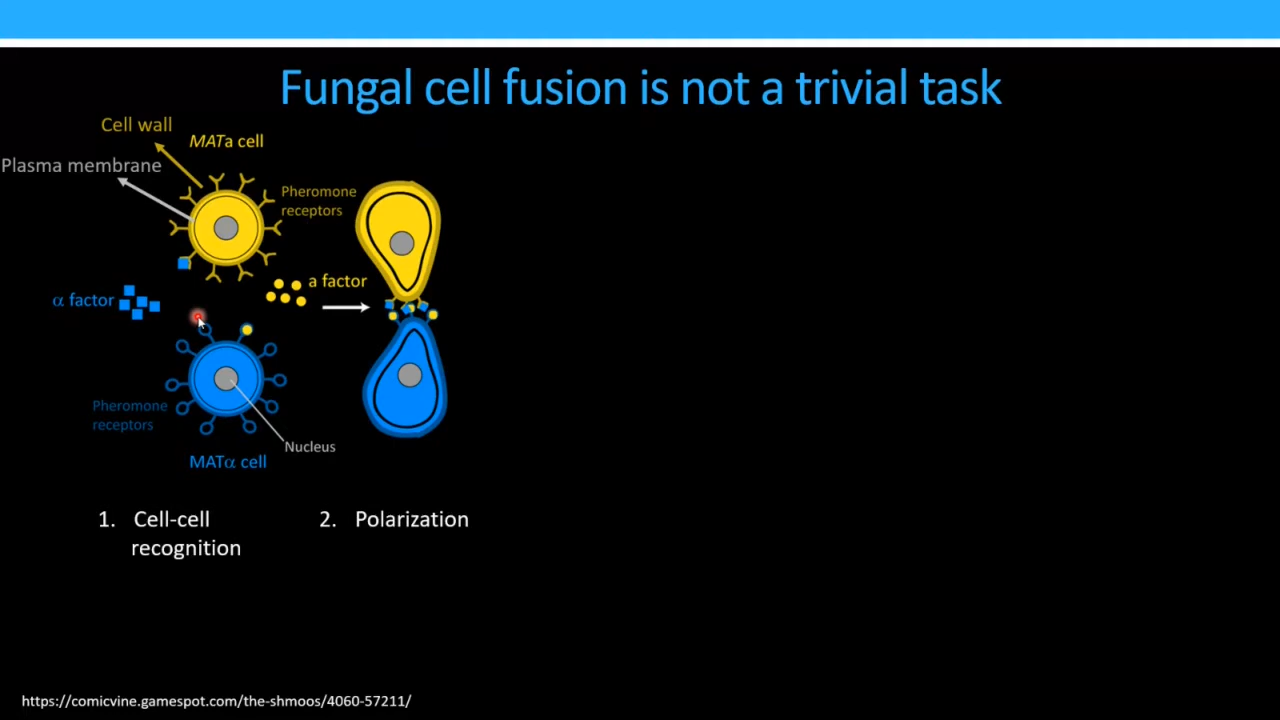 Fungal cell fusion is not a trivial task
Cell wall
MATa cell
Plasma membrane
Pheromone
receptors
a factor
α factor
Pheromone
receptors
Nucleus
MATα cell
1. Cell-cell
recognition
2. Polarization
https://comicvine.gamespot.com/the-shmoos/4060-57211/